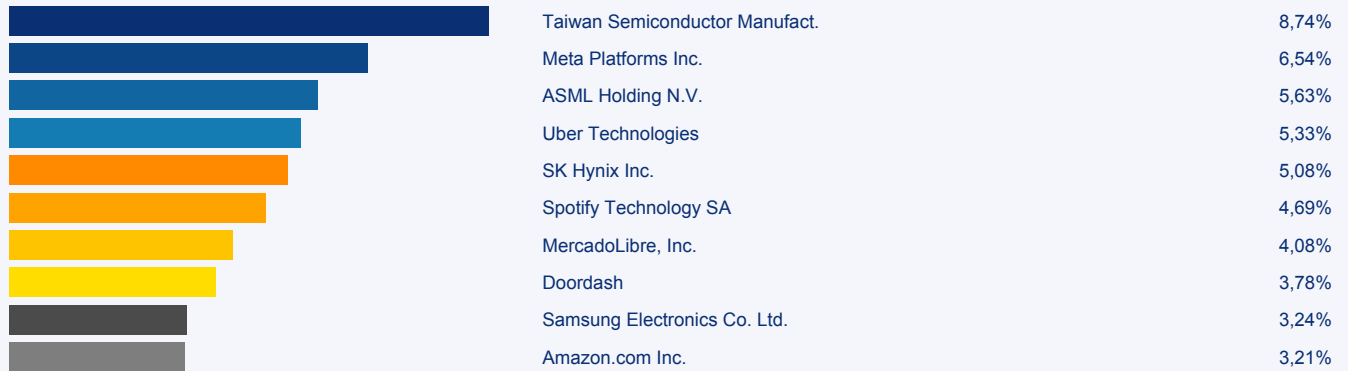 Taiwan Semiconductor Manufact. 8,74%
Meta Platforms Inc. 6,54%
ASML Holding N.V. 5,63%
Uber Technologies 5,33%
SK Hynix Inc. 5,08%
Spotify Technology SA 4,69%
MercadoLibre, Inc. 4,08%
Doordash 3,78%
Samsung Electronics Co. Ltd. 3,24%
Amazon.com Inc. 3,21%